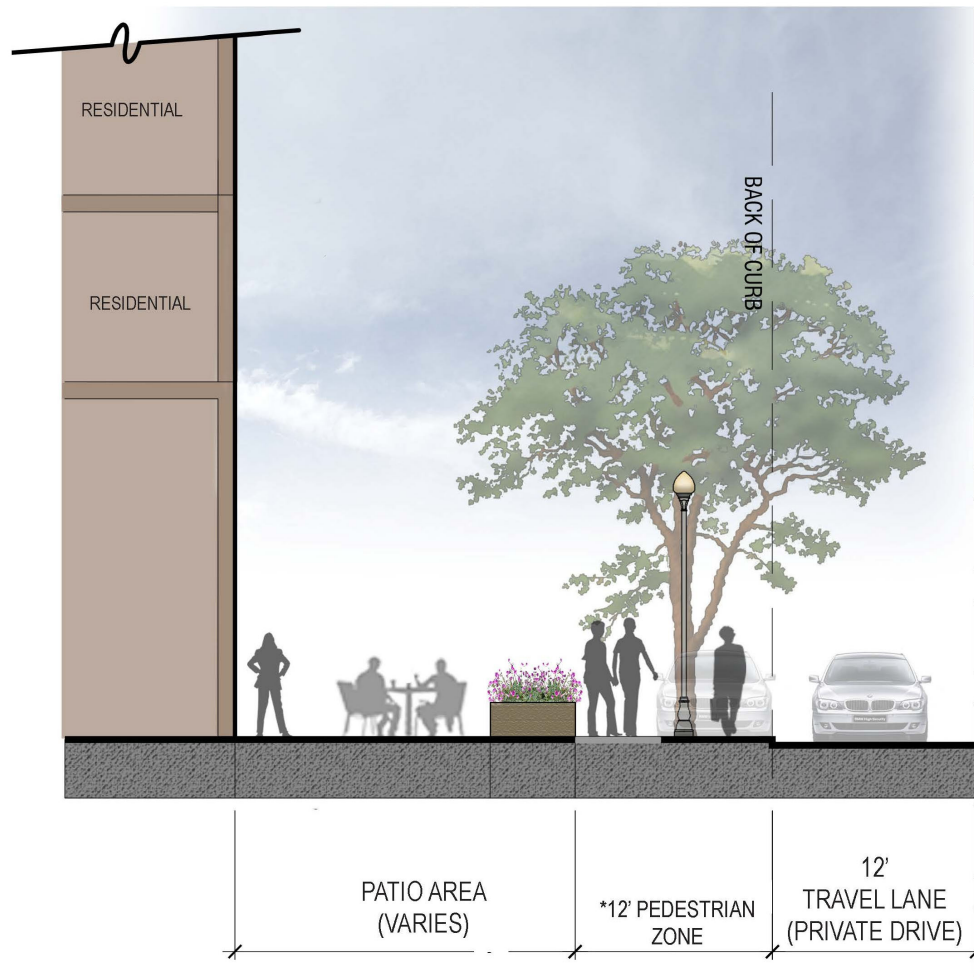 RESIDENTIAL
BACK OF CURB
RESIDENTIAL
PATIO AREA
(VARIES)
*12' PEDESTRIAN
ZONE
12'
TRAVEL LANE
(PRIVATE DRIVE)